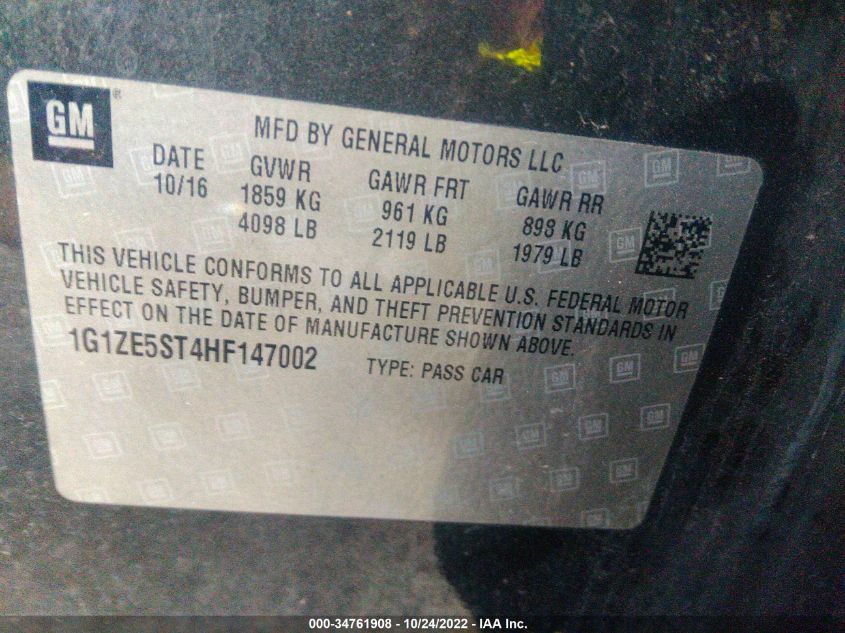 GM ®
MFD BY GENERAL MOTORS LLC
DATE GVWR GAWR FRT GAWR RR
10/16 1859 KG 961 KG 898 KG
4098 LB 2119 LB 1979 LB
THIS VEHICLE CONFORMS TO ALL APPLICABLE U.S. FEDERAL MOTOR
VEHICLE SAFETY, BUMPER, AND THEFT PREVENTION STANDARDS IN
EFFECT ON THE DATE OF MANUFACTURE SHOWN ABOVE.
1G1ZE5ST4HF147002 TYPE: PASS CAR
000-34761908 - 10/24/2022 - IAA Inc.